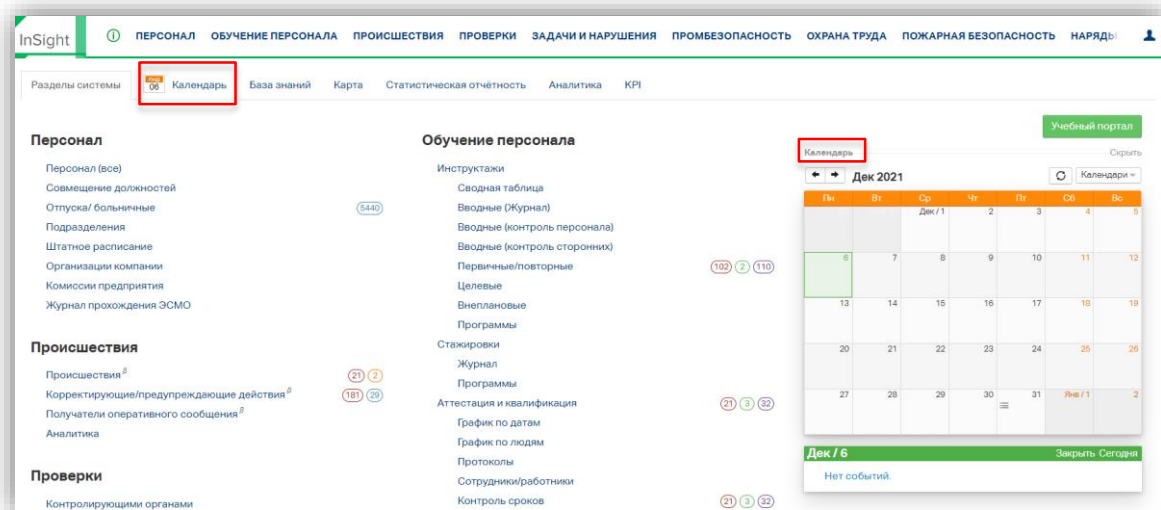 InSight
ПЕРСОНАЛ ОБУЧЕНИЕ ПЕРСОНАЛА ПРОИСШЕСТВИЯ ПРОВЕРКИ ЗАДАЧИ И НАРУШЕНИЯ ПРОМБЕЗОПАСНОСТЬ ОХРАНА ТРУДА ПОЖАРНАЯ БЕЗОПАСНОСТЬ НАРЯДЫ
Разделы системы 06 Календарь База знаний Карта Статистическая отчётность Аналитика KPI
Персонал
Персонал (все)
Совмещение должностей
Отпуска/ больничные 5440
Подразделения
Штатное расписание
Организации компании
Комиссии предприятия
Журнал прохождения ЭСМО
Происшествия
Происшествия β 21 2
Корректирующие/предупреждающие действия β 181 29
Получатели оперативного сообщения β
Аналитика
Проверки
Контролирующими органами
Обучение персонала
Инструктажи
Сводная таблица
Вводные (Журнал)
Вводные (контроль персонала)
Вводные (контроль сторонних)
Первичные/повторные 102 2 110
Целевые
Внеплановые
Программы
Стажировки
Журнал
Программы
Аттестация и квалификация 21 3 32
График по датам
График по людям
Протоколы
Сотрудники/работники
Контроль сроков 21 3 32
Учебный портал
Календарь Скрыть
Дек 2021 Календари
Пн Вт Ср Чт Пт Сб Вс
Дек / 1 2 3 4 5
6 7 8 9 10 11 12
13 14 15 16 17 18 19
20 21 22 23 24 25 26
27 28 29 30 31 Янв / 1 2
Дек / 6 Закрыть Сегодня
Нет событий.